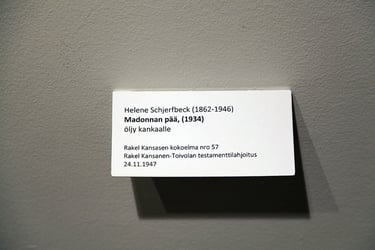 Helene Schjerfbeck (1862-1946)
Madonnan pää, (1934)
öljy kankaalle
Rakel Kansasen kokoelma nro 57
Rakel Kansanen-Toivolan testamenttilahjoitus
24.11.1947